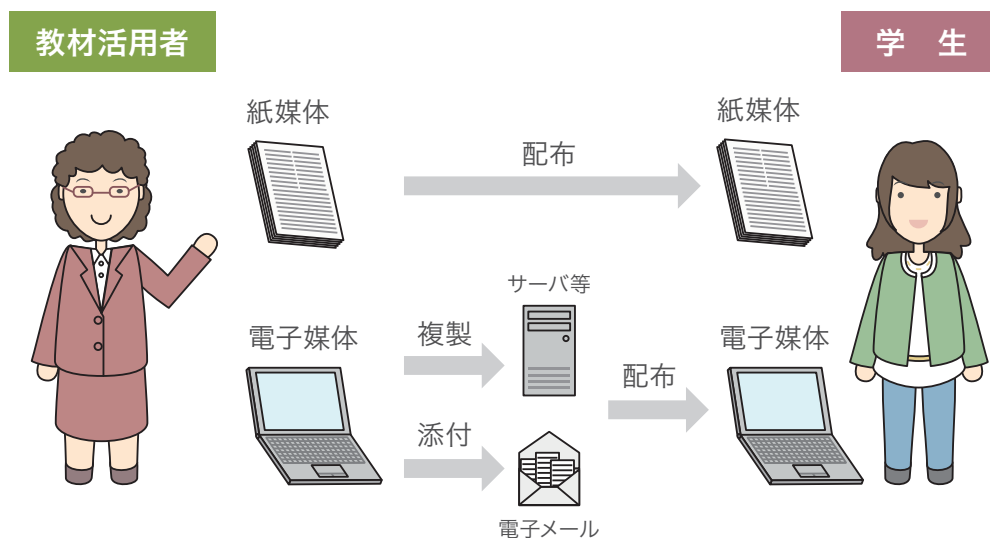 教材活用者
学 生
紙媒体
配布
紙媒体
サーバ等
電子媒体
複製
配布
電子媒体
添付
電子メール